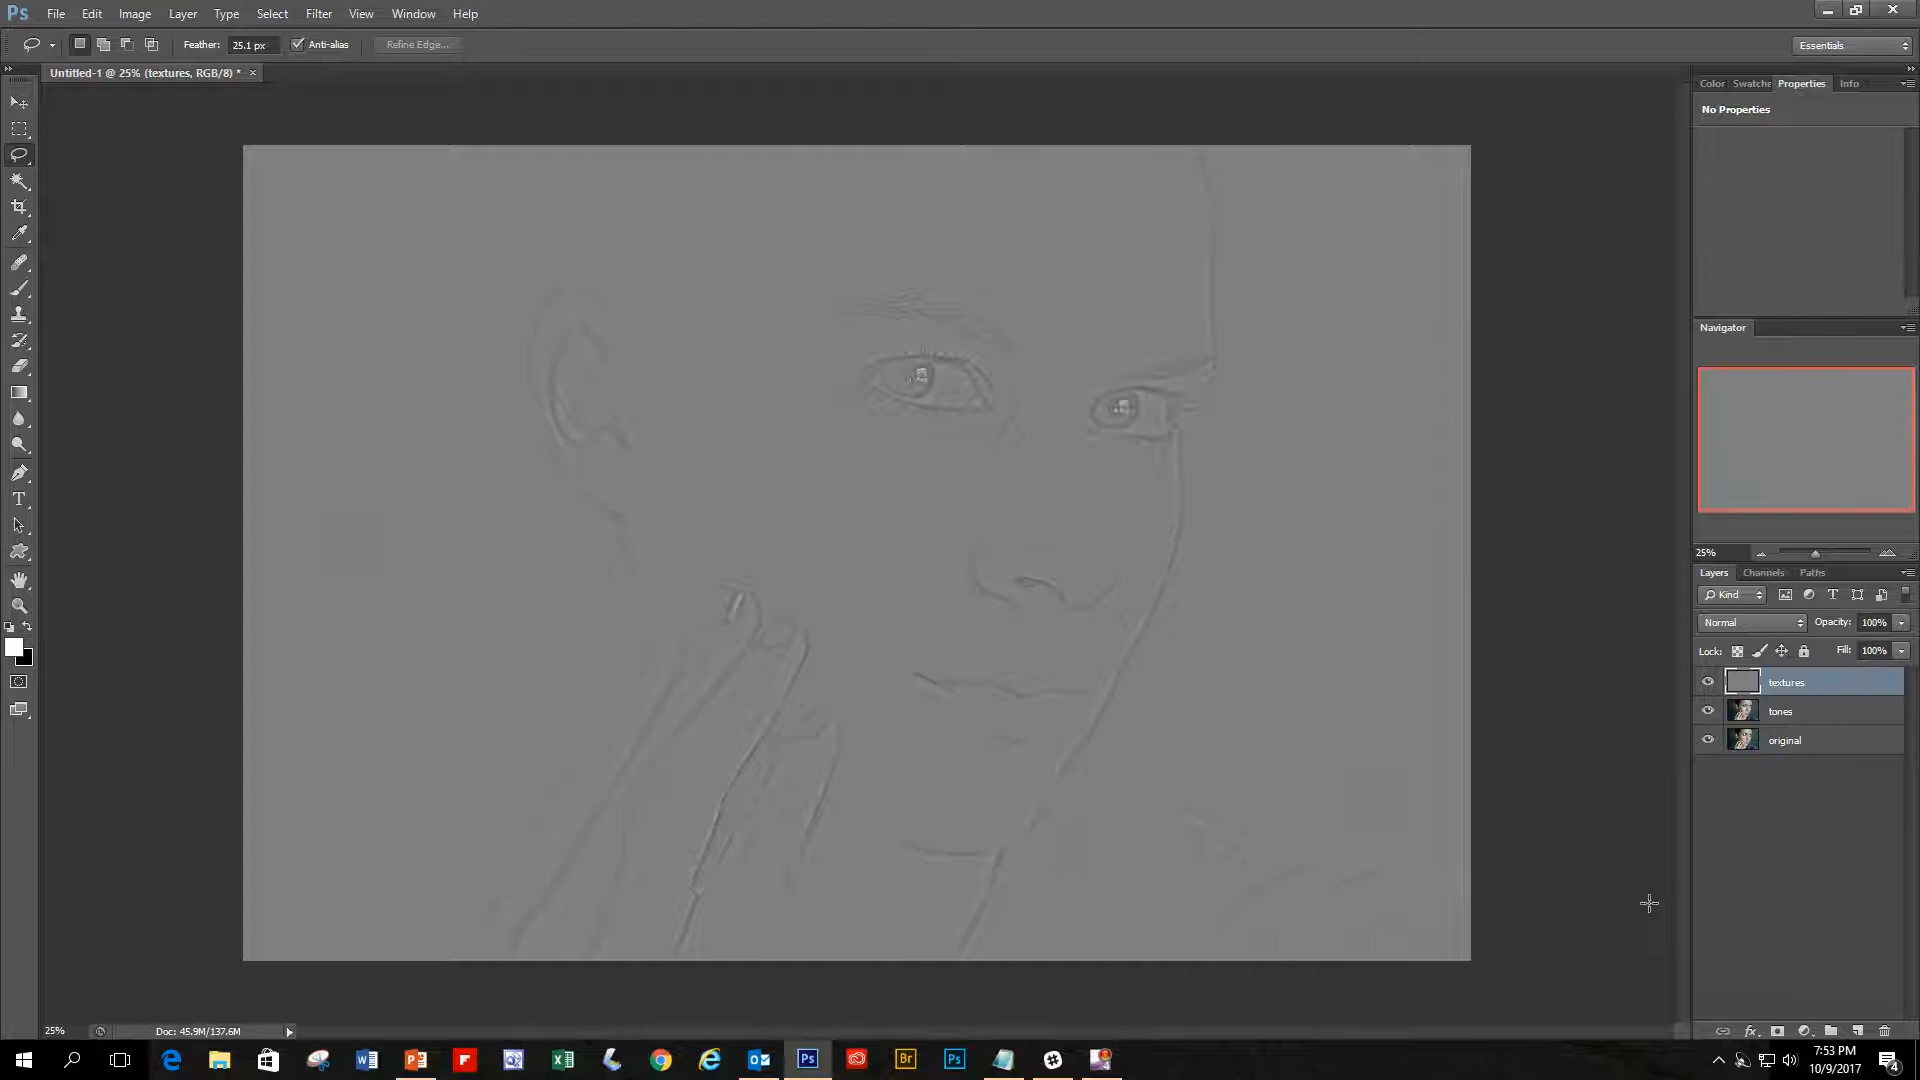 Ps File Edit Image Layer Type Select Filter View Window Help
Feather: 25.1 px Anti-alias Refine Edge... Essentials
Untitled-1 @ 25% (textures, RGB/8) * ×
Color Swatche Properties Info
No Properties
Navigator
25%
Layers Channels Paths
Kind
Normal Opacity: 100%
Lock: Fill: 100%
textures
tones
original
fx
25% Doc: 45.9M/137.6M
7:53 PM
10/9/2017
4